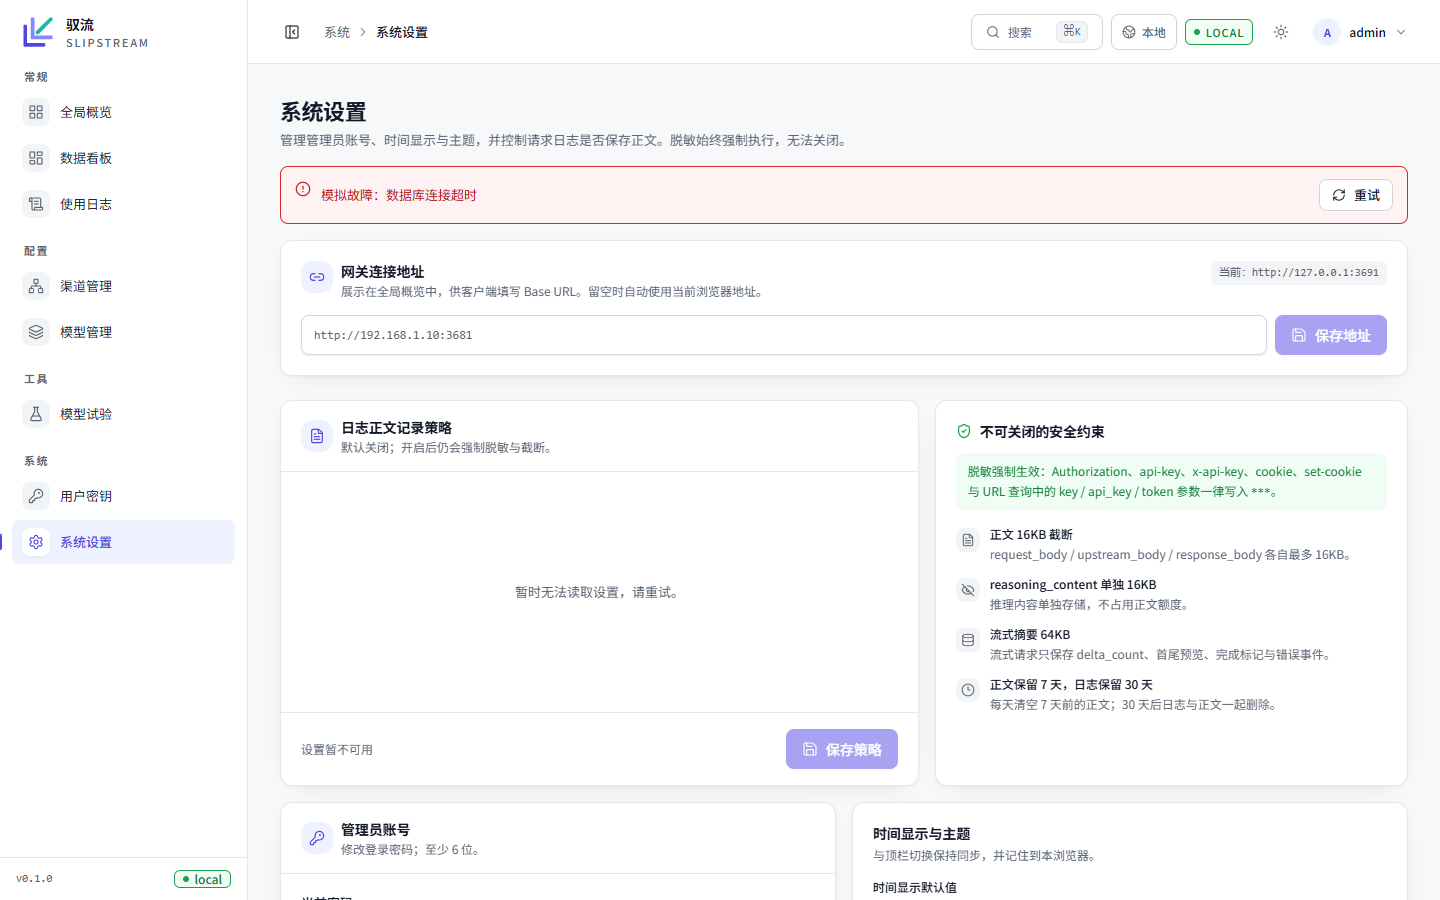 驭流
SLIPSTREAM
常规
全局概览
数据看板
使用日志
配置
渠道管理
模型管理
工具
模型试验
系统
用户密钥
系统设置
v0.1.0
local
系统
系统设置
搜索
⌘K
本地
LOCAL
A
admin
系统设置
管理管理员账号、时间显示与主题，并控制请求日志是否保存正文。脱敏始终强制执行，无法关闭。
模拟故障：数据库连接超时
重试
网关连接地址
展示在全局概览中，供客户端填写 Base URL。留空时自动使用当前浏览器地址。
当前: http://127.0.0.1:3691
http://192.168.1.10:3681
保存地址
日志正文记录策略
默认关闭；开启后仍会强制脱敏与截断。
暂时无法读取设置，请重试。
设置暂不可用
保存策略
不可关闭的安全约束
脱敏强制生效：Authorization、api-key、x-api-key、cookie、set-cookie
与 URL 查询中的 key / api_key / token 参数一律写入 ***。
正文 16KB 截断
request_body / upstream_body / response_body 各自最多 16KB。
reasoning_content 单独 16KB
推理内容单独存储，不占用正文额度。
流式摘要 64KB
流式请求只保存 delta_count、首尾预览、完成标记与错误事件。
正文保留 7 天，日志保留 30 天
每天清空 7 天前的正文；30 天后日志与正文一起删除。
管理员账号
修改登录密码；至少 6 位。
时间显示与主题
与顶栏切换保持同步，并记住到本浏览器。
时间显示默认值